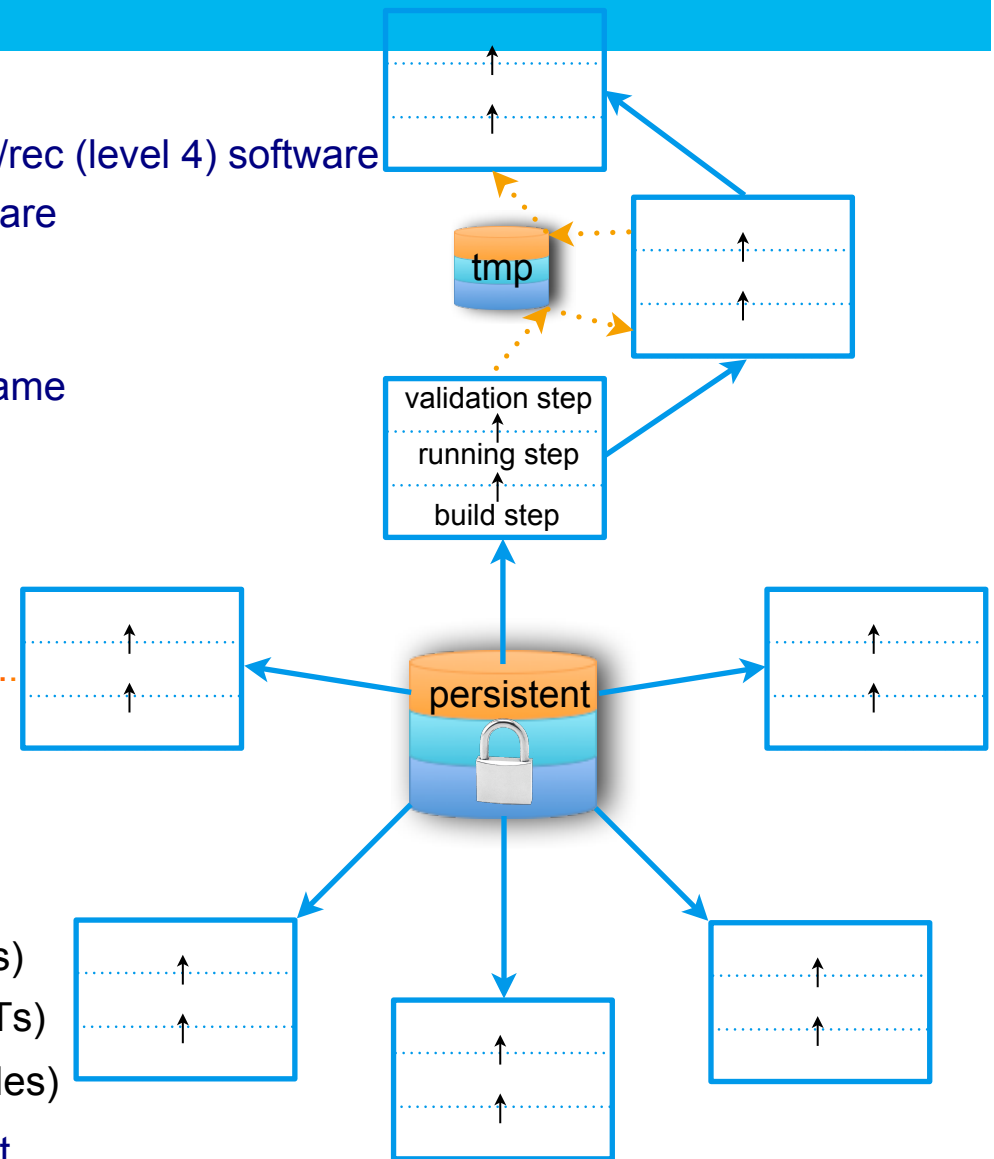 /rec (level 4) software
are
tmp
ame
validation step
running step
build step
persistent
s)
Ts)
les)
t